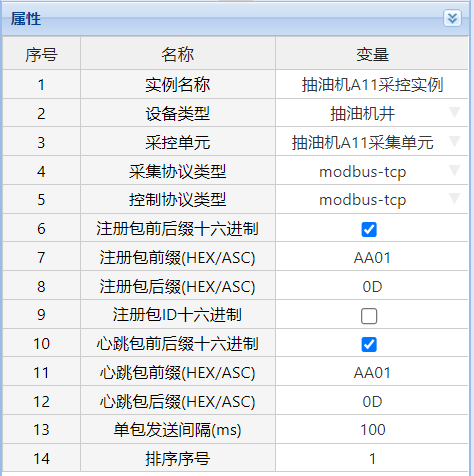 属性
序号 名称 变量
1 实例名称 抽油机A11采控实例
2 设备类型 抽油机井
3 采控单元 抽油机A11采集单元
4 采集协议类型 modbus-tcp
5 控制协议类型 modbus-tcp
6 注册包前后缀十六进制
7 注册包前缀(HEX/ASC) AA01
8 注册包后缀(HEX/ASC) 0D
9 注册包ID十六进制
10 心跳包前后缀十六进制
11 心跳包前缀(HEX/ASC) AA01
12 心跳包后缀(HEX/ASC) 0D
13 单包发送间隔(ms) 100
14 排序序号 1